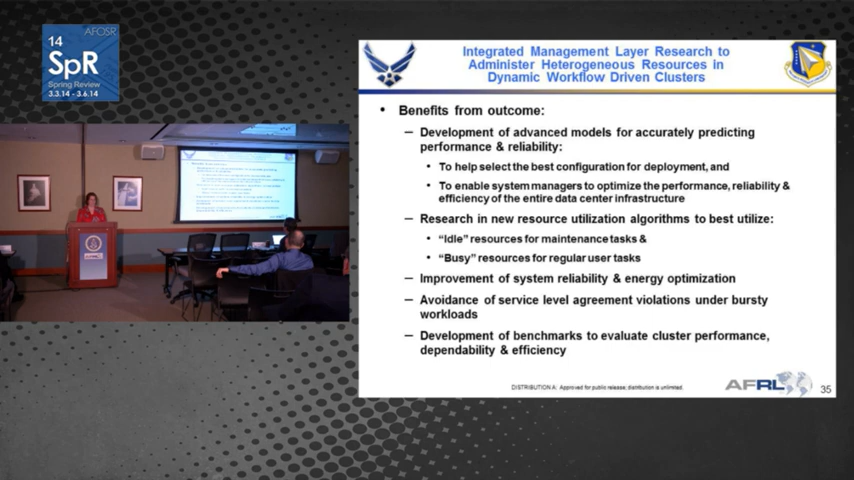 AFOSR
14
SpR
Spring Review
3.3.14 - 3.6.14
Integrated Management Layer Research to
Administer Heterogeneous Resources in
Dynamic Workflow Driven Clusters
• Benefits from outcome:
– Development of advanced models for accurately predicting
performance & reliability:
• To help select the best configuration for deployment, and
• To enable system managers to optimize the performance, reliability &
efficiency of the entire data center infrastructure
– Research in new resource utilization algorithms to best utilize:
• “Idle” resources for maintenance tasks &
• “Busy” resources for regular user tasks
– Improvement of system reliability & energy optimization
– Avoidance of service level agreement violations under bursty
workloads
– Development of benchmarks to evaluate cluster performance,
dependability & efficiency
DISTRIBUTION A: Approved for public release; distribution is unlimited.
AFRL
35